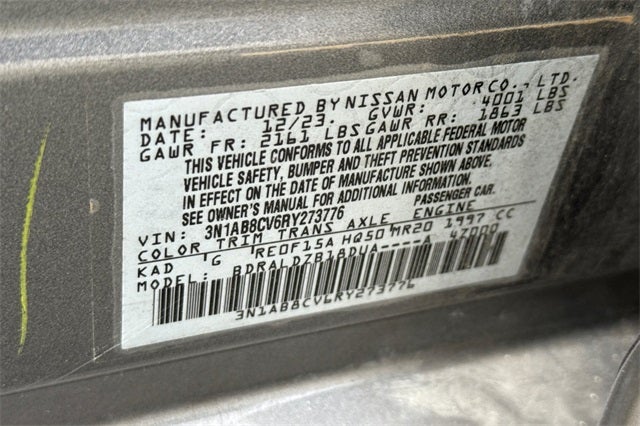 MANUFACTURED BY NISSAN MOTOR CO., LTD.
DATE: 12/23. GVWR: 4001 LBS
GAWR FR: 2161 LBS GAWR RR: 1863 LBS
THIS VEHICLE CONFORMS TO ALL APPLICABLE FEDERAL MOTOR
VEHICLE SAFETY, BUMPER AND THEFT PREVENTION STANDARDS
IN EFFECT ON THE DATE OF MANUFACTURE SHOWN ABOVE.
SEE OWNER'S MANUAL FOR ADDITIONAL INFORMATION.
VIN: 3N1AB8CV6RY273776 PASSENGER CAR.
COLOR TRIM TRANS AXLE ENGINE
KAD 'G RE0F15A HQ50 MR20 1997 CC
MODEL: BDRALDZB18DUA----A 47000
3N1AB8CV6RY273776